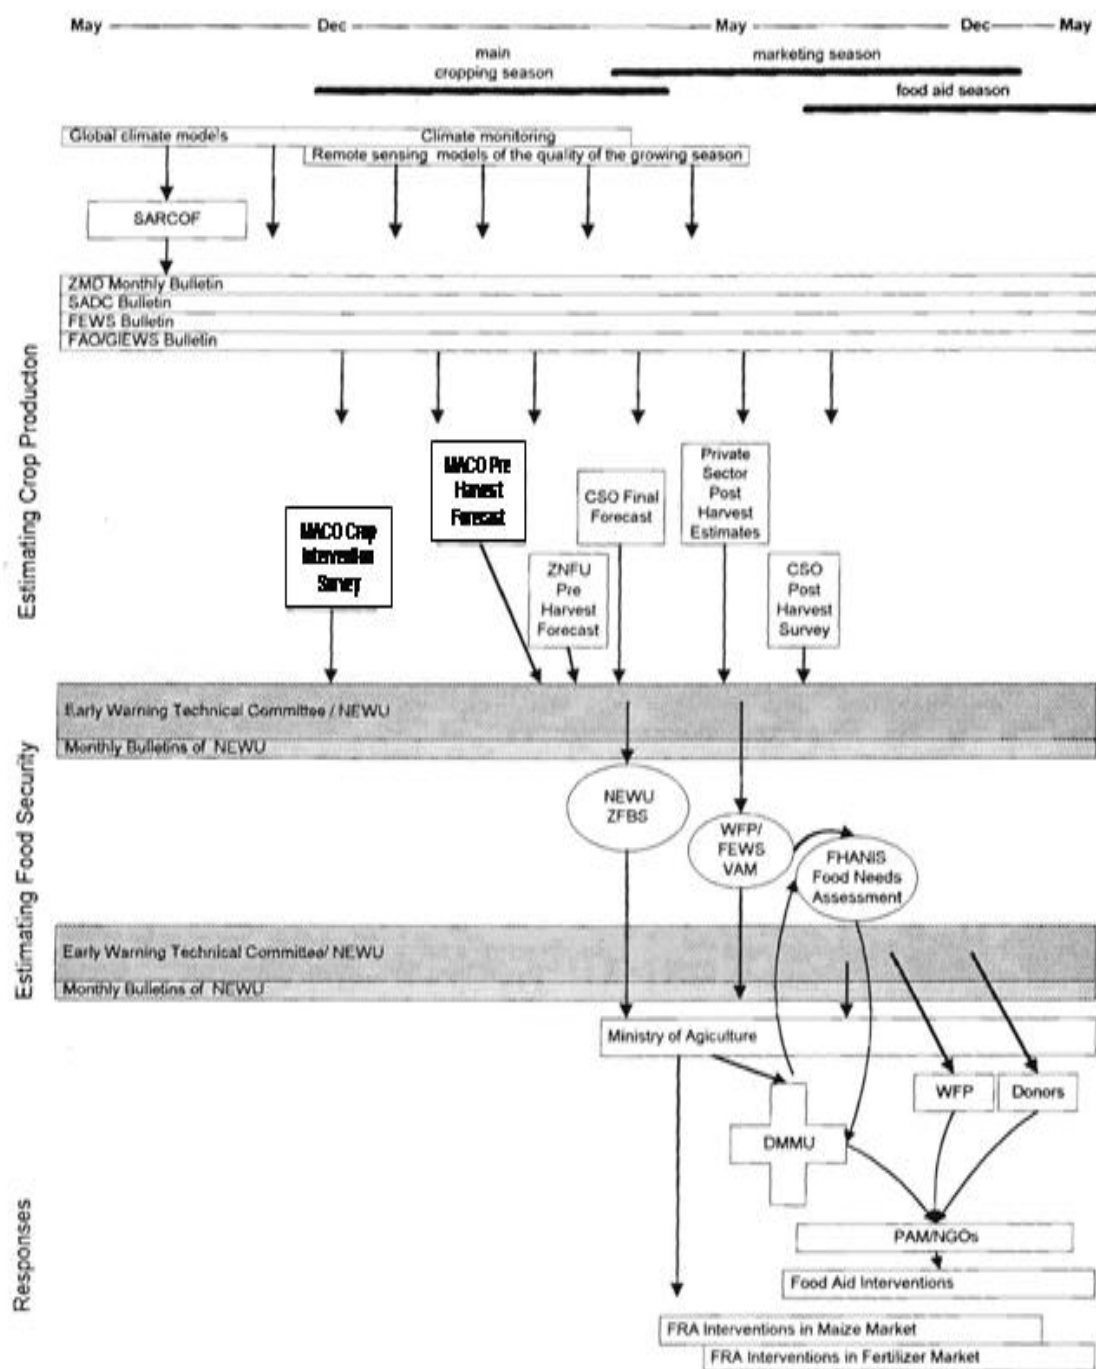 May Dec May Dec May
main
cropping season
marketing season
food aid season
Global climate models
Climate monitoring
Remote sensing models of the quality of the growing season
SARCOF
ZMD Monthly Bulletin
SADC Bulletin
FEWS Bulletin
FAO/GIEWS Bulletin
Estimating Crop Producton
MACO Crop
Intervention
Survey
MACO Pre
Harvest
Forecast
ZNFU
Pre
Harvest
Forecast
CSO Final
Forecast
Private
Sector
Post
Harvest
Estimates
CSO
Post
Harvest
Survey
Early Warning Technical Committee / NEWU
Monthly Bulletins of NEWU
Estimating Food Security
NEWU
ZFBS
WFP/
FEWS
VAM
FHANIS
Food Needs
Assessment
Early Warning Technical Committee/ NEWU
Monthly Bulletins of NEWU
Ministry of Agiculture
WFP
Donors
DMMU
Responses
PAM/NGOs
Food Aid Interventions
FRA Interventions in Maize Market
FRA Interventions in Fertilizer Market